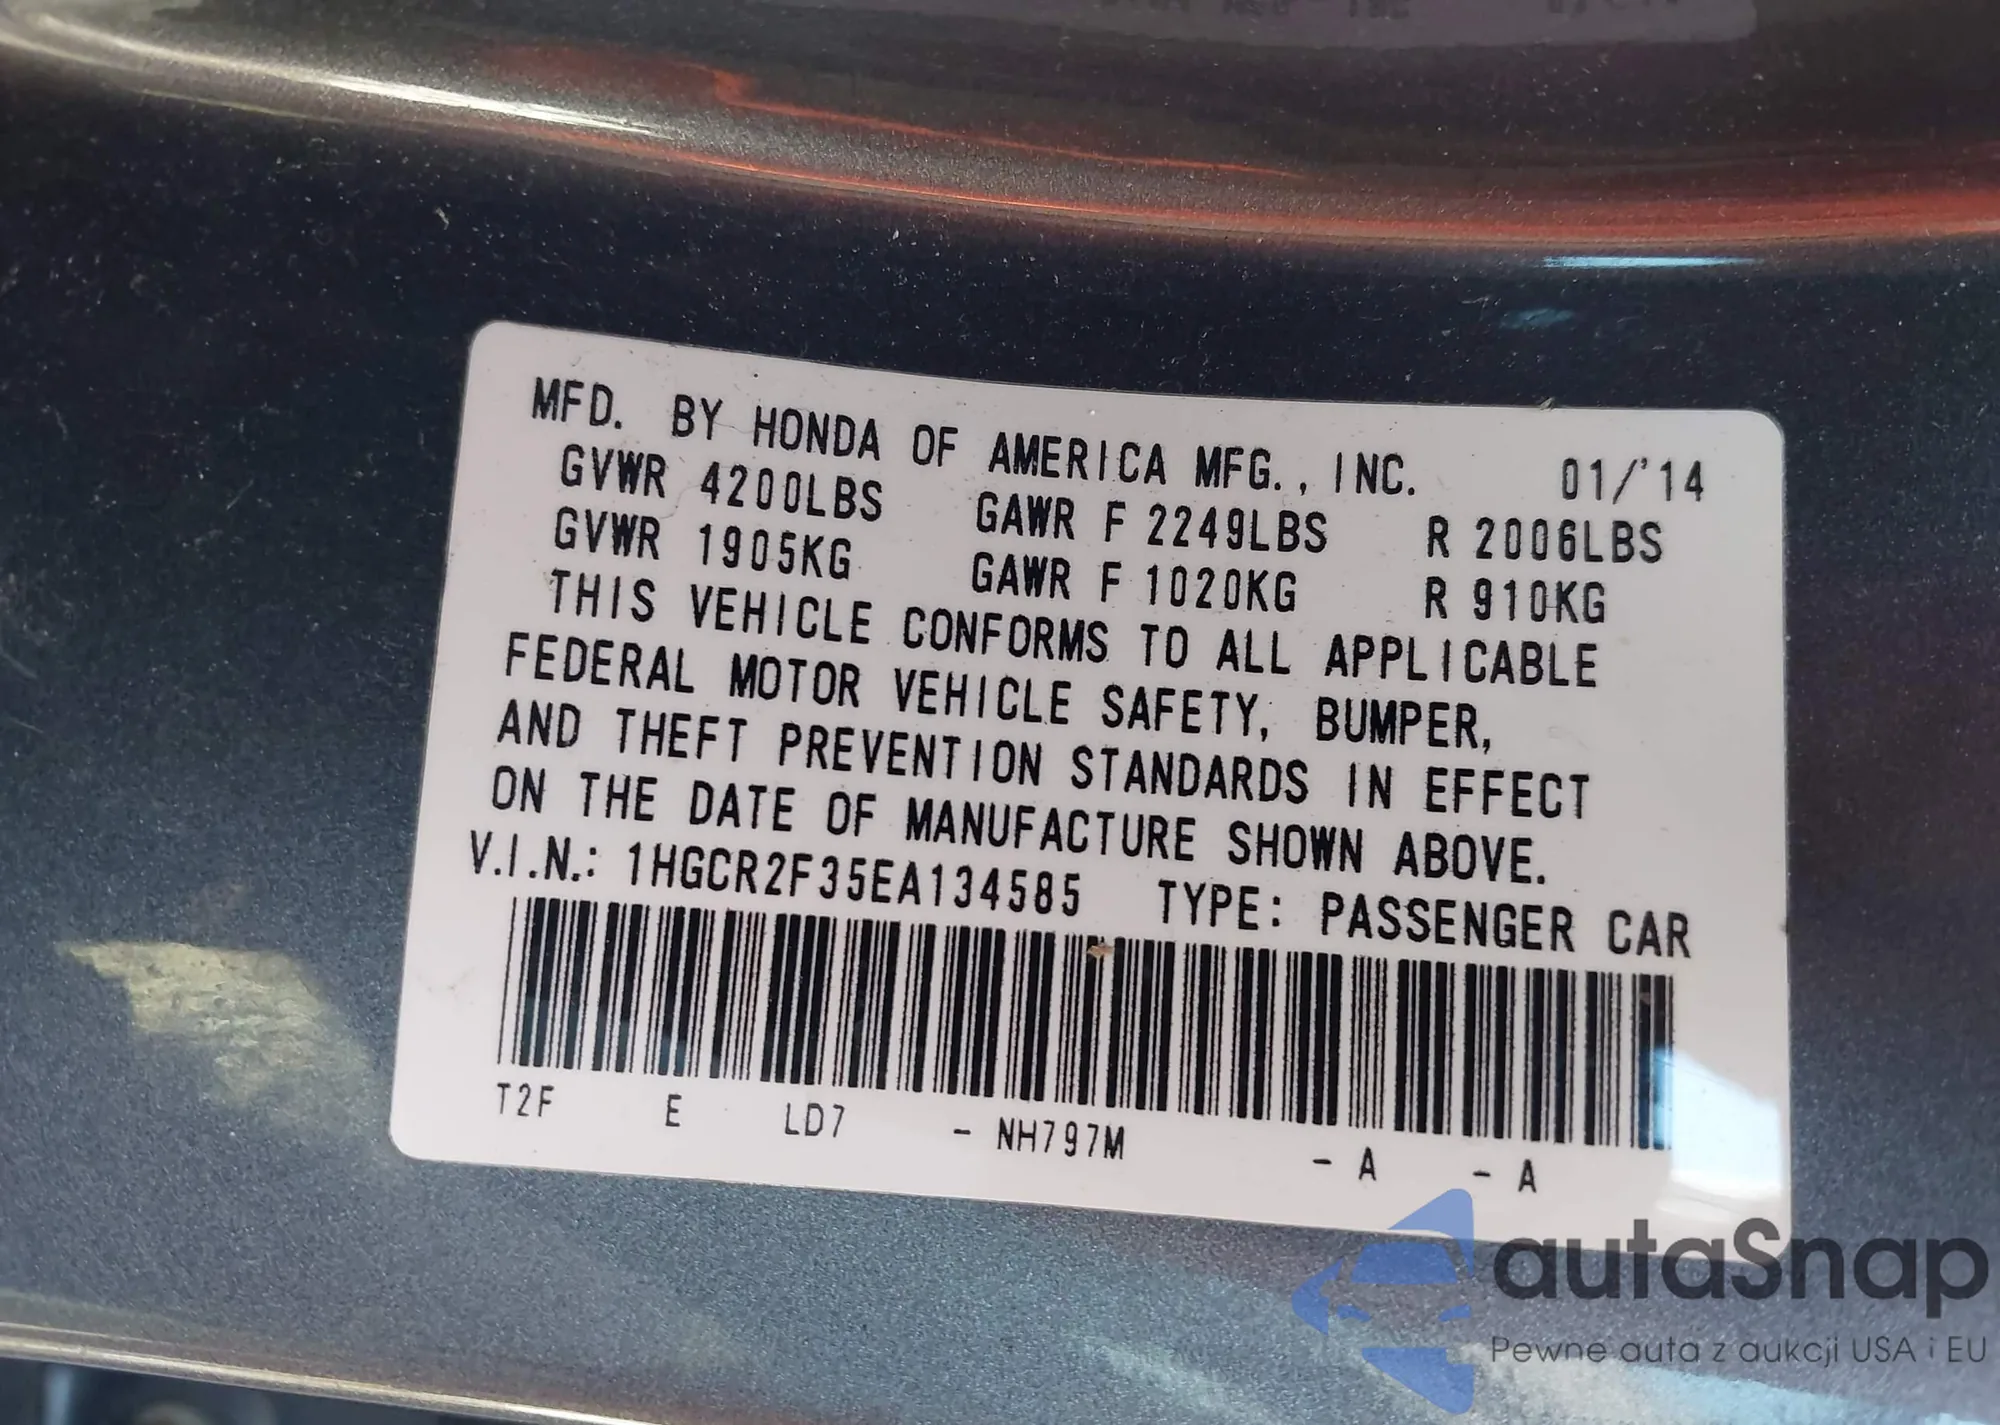 MFD. BY HONDA OF AMERICA MFG., INC. 01/'14
GVWR 4200LBS GAWR F 2249LBS R 2006LBS
GVWR 1905KG GAWR F 1020KG R 910KG
THIS VEHICLE CONFORMS TO ALL APPLICABLE
FEDERAL MOTOR VEHICLE SAFETY, BUMPER,
AND THEFT PREVENTION STANDARDS IN EFFECT
ON THE DATE OF MANUFACTURE SHOWN ABOVE.
V.I.N.: 1HGCR2F35EA134585 TYPE: PASSENGER CAR
T2F E LD7 - NH797M - A - A
autaSnap
Pewne auta z aukcji USA i EU